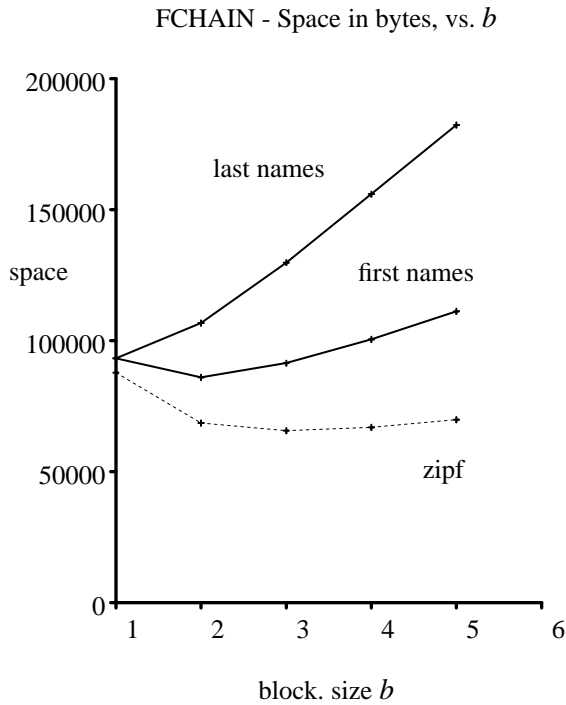 FCHAIN - Space in bytes, vs. b
200000
last names
150000
space
first names
100000
50000
zipf
0
1 2 3 4 5 6
block. size b